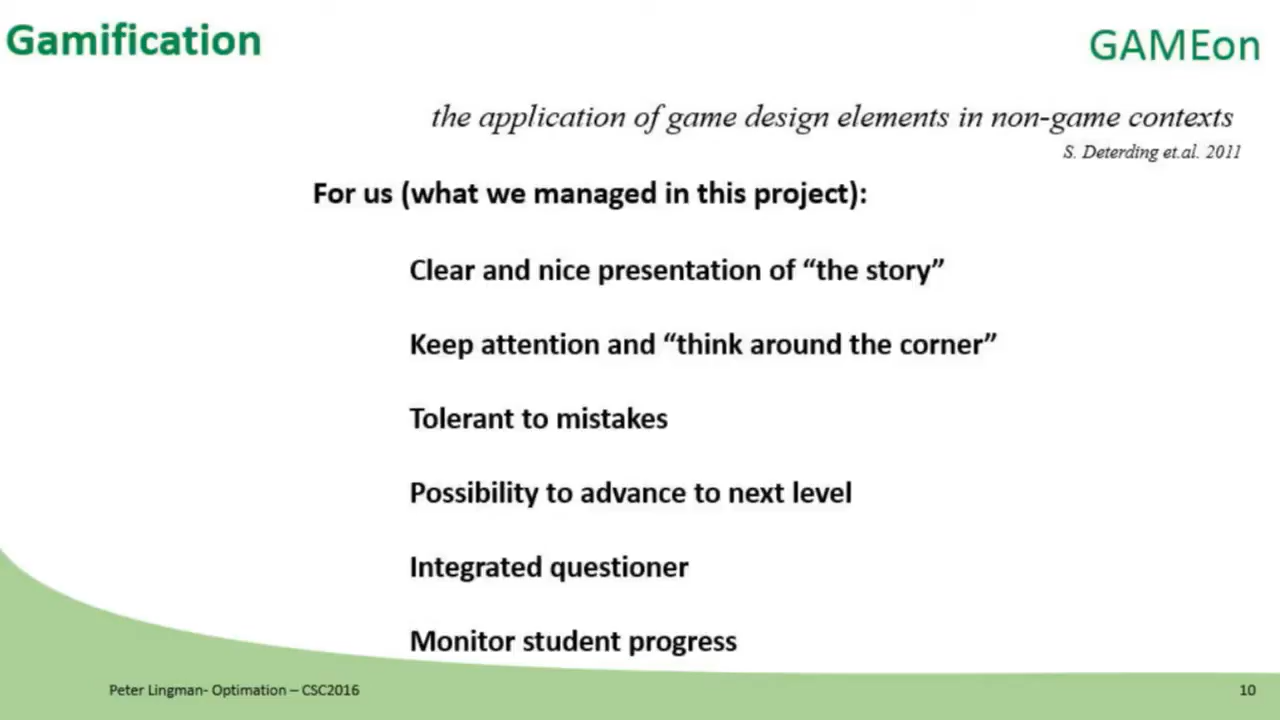 Gamification
GAMEon
the application of game design elements in non-game contexts
S. Deterding et.al. 2011
For us (what we managed in this project):
Clear and nice presentation of “the story”
Keep attention and “think around the corner”
Tolerant to mistakes
Possibility to advance to next level
Integrated questioner
Monitor student progress
Peter Lingman- Optimation – CSC2016
10